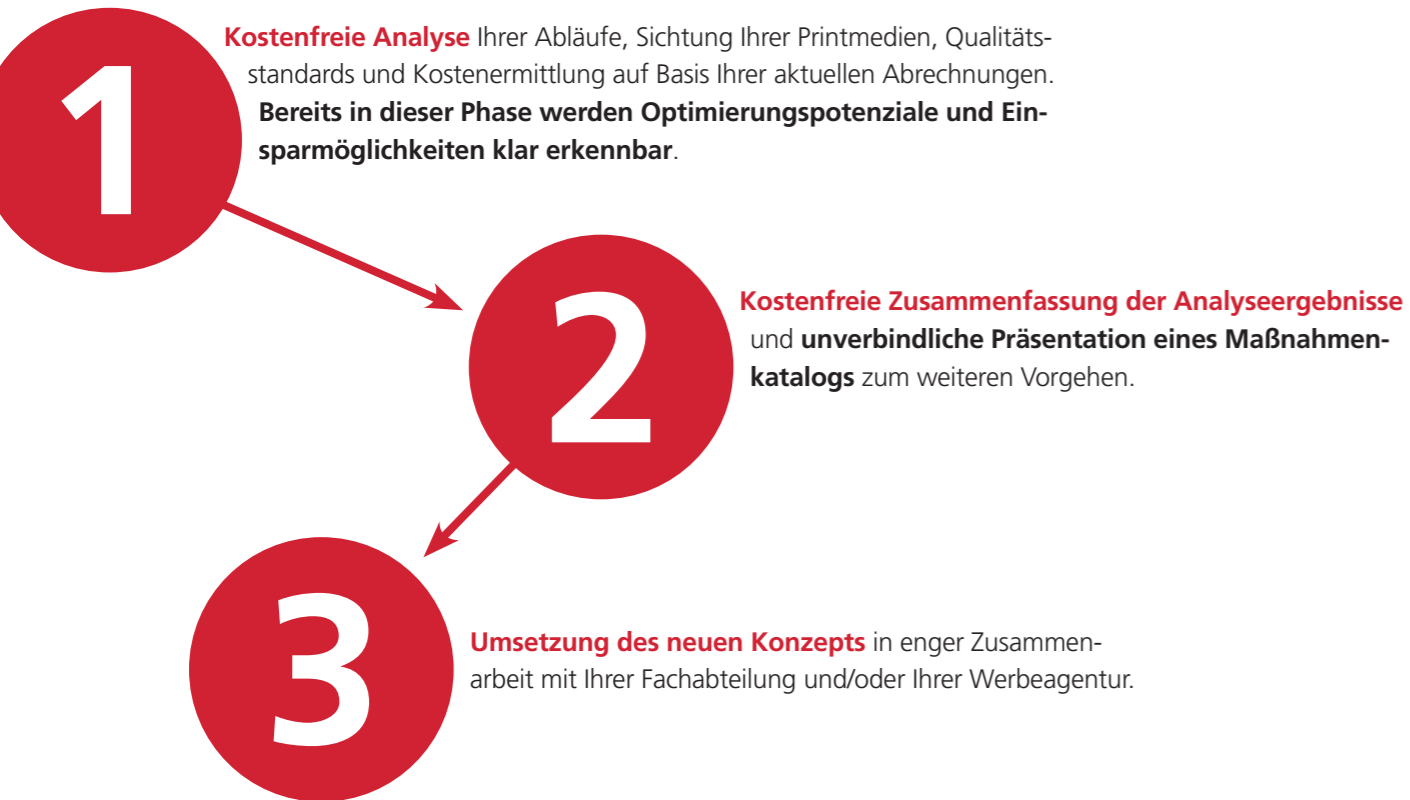 1
Kostenfreie Analyse Ihrer Abläufe, Sichtung Ihrer Printmedien, Qualitäts-
standards und Kostenermittlung auf Basis Ihrer aktuellen Abrechnungen.
Bereits in dieser Phase werden Optimierungspotenziale und Ein-
sparmöglichkeiten klar erkennbar.
2
Kostenfreie Zusammenfassung der Analyseergebnisse
und unverbindliche Präsentation eines Maßnahmen-
katalogs zum weiteren Vorgehen.
3
Umsetzung des neuen Konzepts in enger Zusammen-
arbeit mit Ihrer Fachabteilung und/oder Ihrer Werbeagentur.